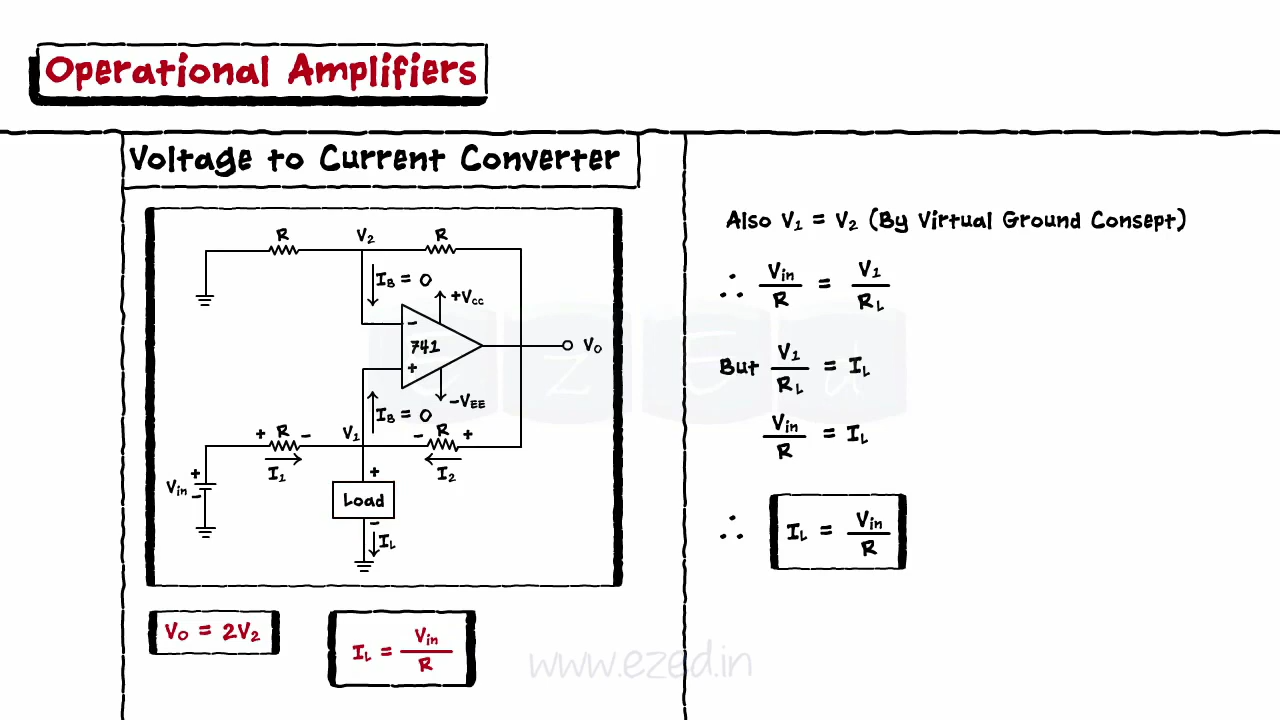 Operational Amplifiers
Voltage to Current Converter
R V₂ R
I_B = 0
+V_CC
-
741
V₀
+
-V_EE
I_B = 0
+ R - V₁ - R +
I₁ I₂
+
V_in
-
+
Load
-
I_L
V₀ = 2V₂
I_L = V_in / R
Also V₁ = V₂ (By Virtual Ground Consept)
∴ V_in / R = V₁ / R_L
But V₁ / R_L = I_L
V_in / R = I_L
∴ I_L = V_in / R
ezEd
www.ezed.in